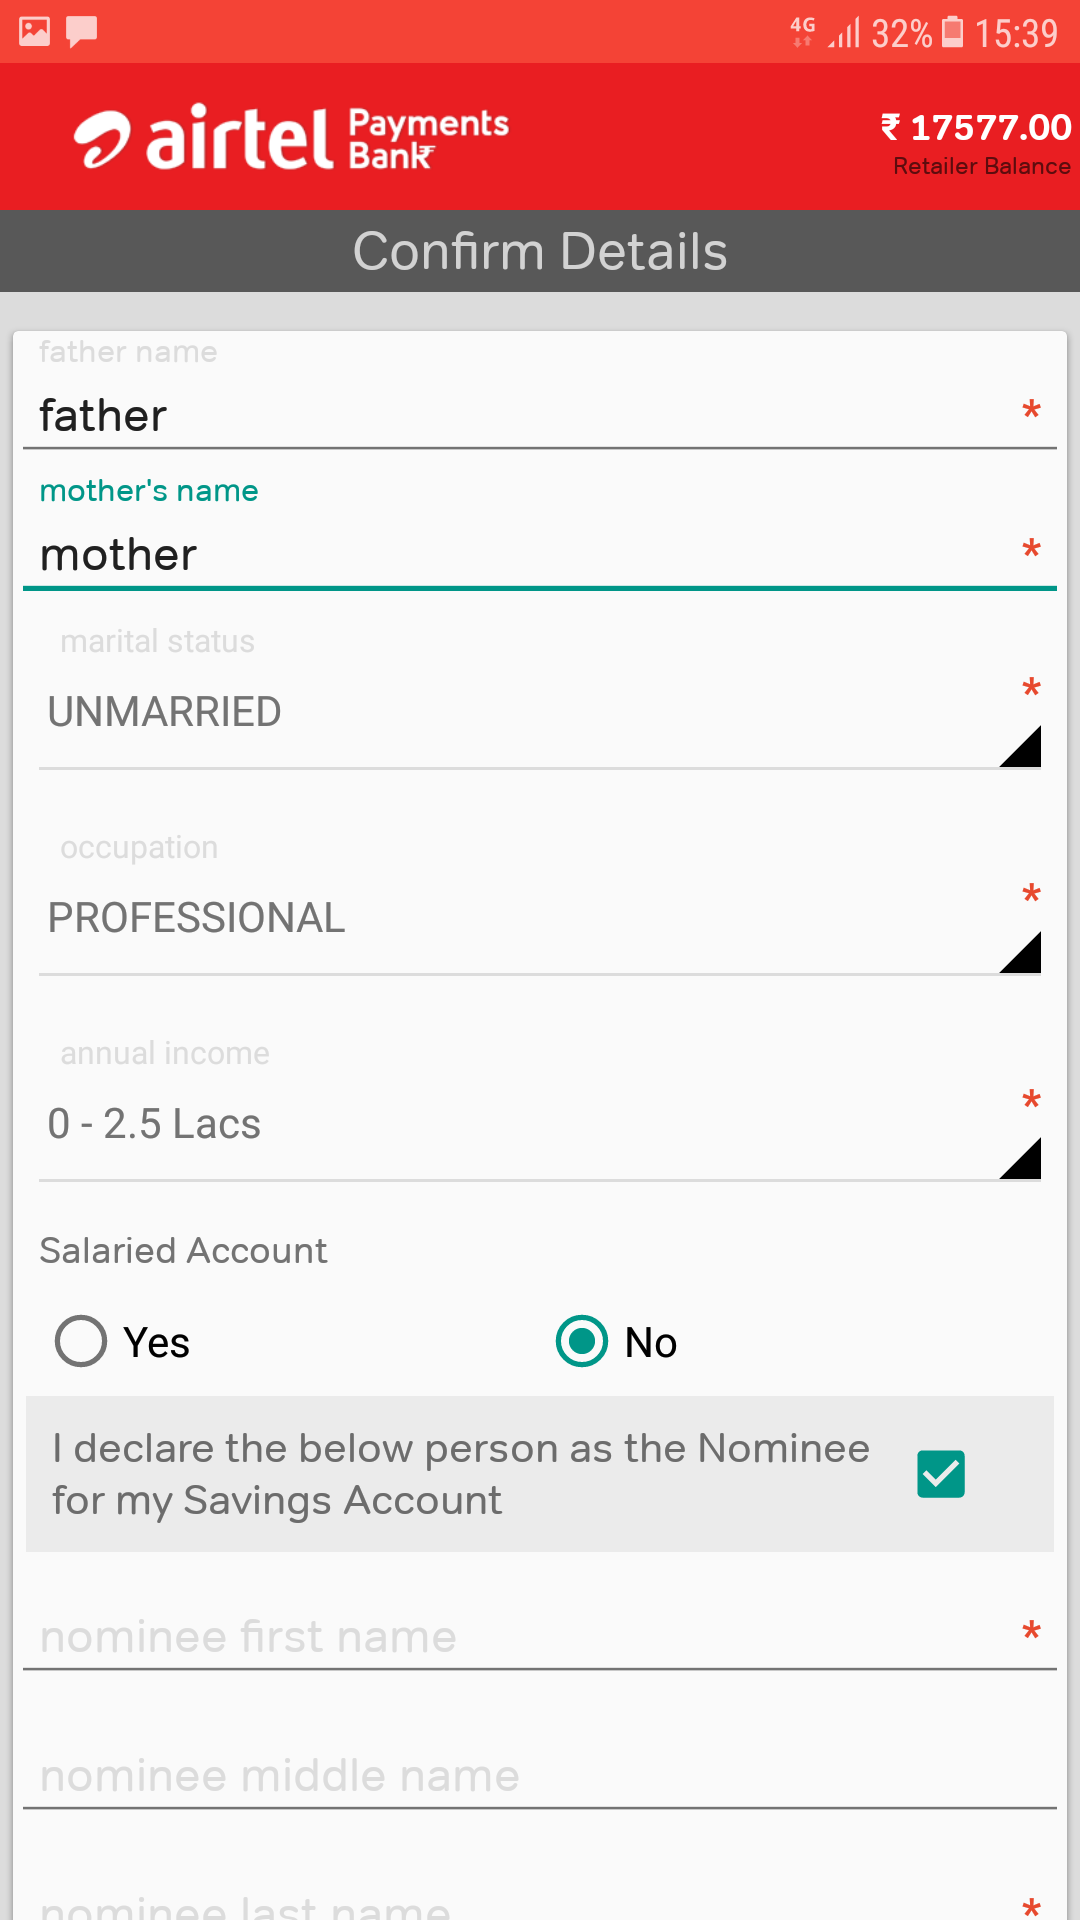 4G 32% 15:39
airtel Payments Bank
₹ 17577.00
Retailer Balance
Confirm Details
father name
father *
mother's name
mother *
marital status
UNMARRIED *
occupation
PROFESSIONAL *
annual income
0 - 2.5 Lacs *
Salaried Account
Yes No
I declare the below person as the Nominee
for my Savings Account
nominee first name *
nominee middle name
nominee last name *